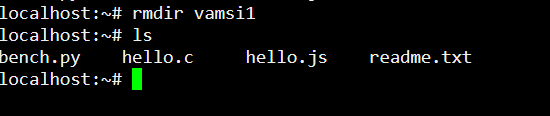 localhost:~# rmdir vamsi1
localhost:~# ls
bench.py    hello.c     hello.js    readme.txt
localhost:~#